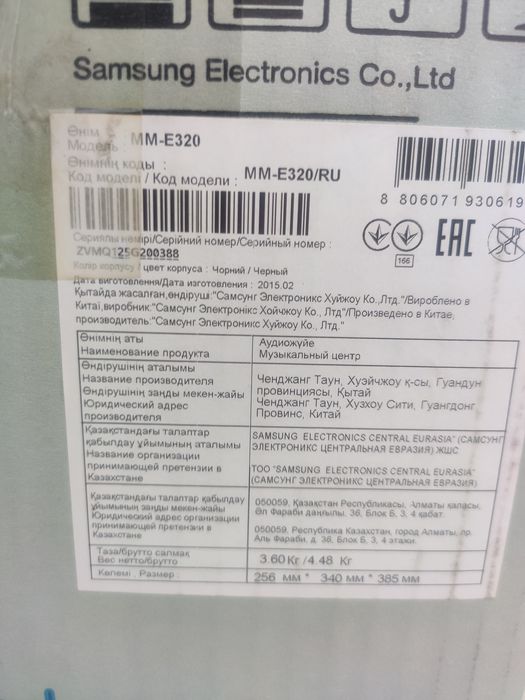 Samsung Electronics Co.,Ltd
Өнім :
Модель : MM-E320
Өнімнің коды :
Код моделі / Код модели : MM-E320/RU
8 806071 930619
Сериялы нөмірі/Серійний номер/Серийный номер :
ZVMQ125G200388
166
EAC
Колір корпусу / цвет корпуса : Чорний / Черный
Дата виготовлення/Дата изготовления : 2015.02
Қытайда жасалған,өндіруші:"Самсунг Электроникс Хуйжоу Ко.,Лтд."/Вироблено в
Китаі,виробник:"Самсунг Электронікс Хойчжоу Ко., Лтд"/Произведено в Китае,
производитель:"Самсунг Электроникс Хуйжоу Ко., Лтд."
Өнімінің аты
Наименование продукта
Аудиожүйе
Музыкальный центр
Өндірушінің аталымы
Название производителя
Өндірушінің заңды мекен-жайы
Юридический адрес
производителя
Ченджанг Таун, Хуэйчжоу қ-сы, Гуандун
провинциясы, Қытай
Ченджанг Таун, Хузхоу Сити, Гуангдонг
Провинс, Китай
Қазақстандағы талаптар
қабылдау ұйымының аталымы
Название организации
принимающей претензии в
Казахстане
SAMSUNG ELECTRONICS CENTRAL EURASIA" (САМСУНГ
ЭЛЕКТРОНИКС ЦЕНТРАЛЬНАЯ ЕВРАЗИЯ) ЖШС
ТОО "SAMSUNG ELECTRONICS CENTRAL EURASIA"
(САМСУНГ ЭЛЕКТРОНИКС ЦЕНТРАЛЬНАЯ ЕВРАЗИЯ)
Қазақстандағы талаптар қабылдау
ұйымының заңды мекен-жайы
Юридический адрес организации
принимающей претензии в
Казахстане
050059, Қазақстан Республикасы, Алматы қаласы,
Әл Фараби даңғылы, 36, Блок Б, 3, 4 қабат.
050059, Республика Казахстан, город Алматы, пр.
Аль Фараби, д. 36, Блок Б, 3, 4 этажи.
Таза/брутто салмақ
Вес нетто/брутто
3.60 Кг /4.48 Кг
Көлемі , Размер :
256 ММ * 340 ММ * 385 ММ